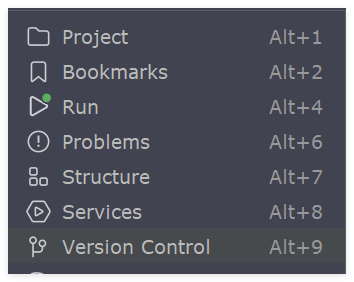 Project Alt+1
Bookmarks Alt+2
Run Alt+4
Problems Alt+6
Structure Alt+7
Services Alt+8
Version Control Alt+9